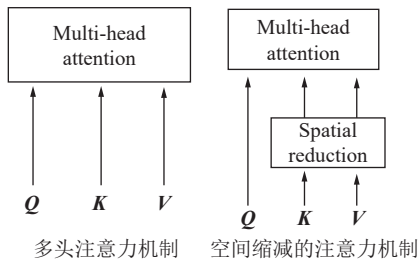 Multi-head
attention
Q K V
多头注意力机制
Multi-head
attention
Spatial
reduction
Q K V
空间缩减的注意力机制